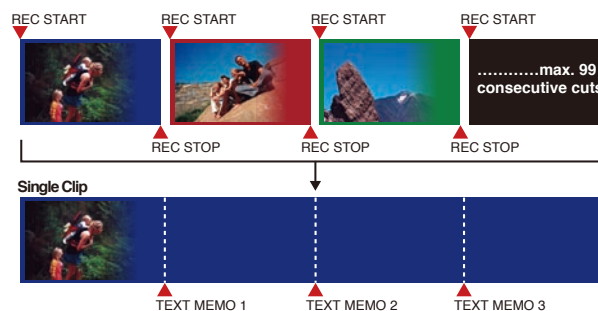 REC START
REC START
REC START
REC START
............max. 99
consecutive cuts
REC STOP
REC STOP
REC STOP
Single Clip
TEXT MEMO 1
TEXT MEMO 2
TEXT MEMO 3